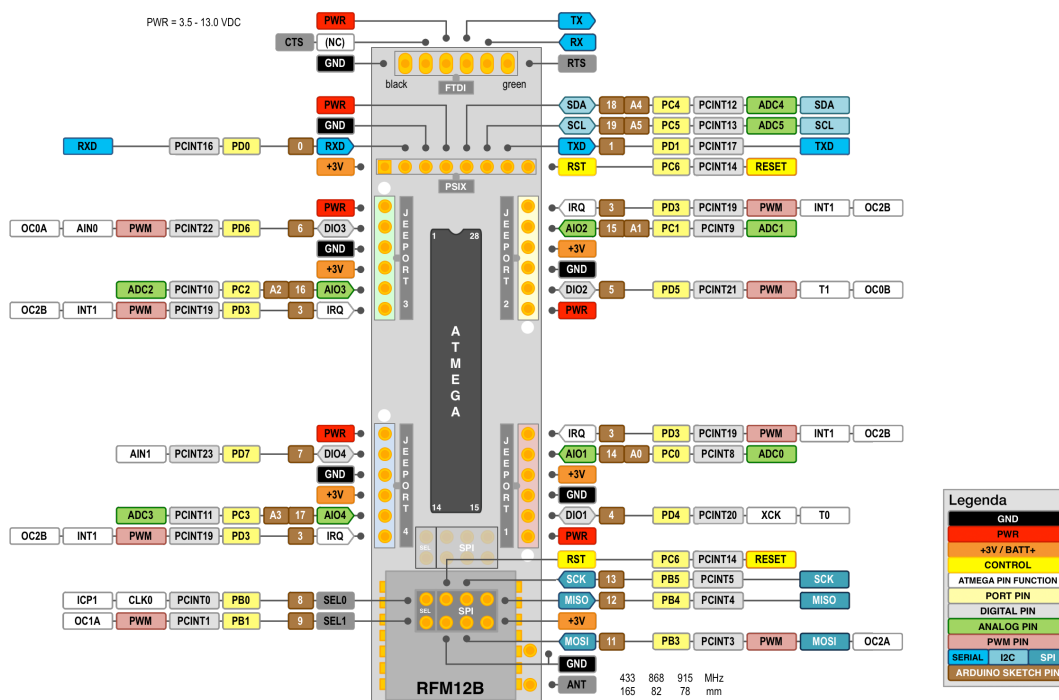 PWR = 3.5 - 13.0 VDC
PWR TX
CTS (NC) RX
GND RTS
black green
FTDI
PWR SDA 18 A4 PC4 PCINT12 ADC4 SDA
GND SCL 19 A5 PC5 PCINT13 ADC5 SCL
RXD PCINT16 PD0 0 RXD TXD 1 PD1 PCINT17 TXD
+3V RST PC6 PCINT14 RESET
PSIX
PWR IRQ 3 PD3 PCINT19 PWM INT1 OC2B
OC0A AIN0 PWM PCINT22 PD6 6 DIO3 AIO2 15 A1 PC1 PCINT9 ADC1
GND +3V
+3V GND
ADC2 PCINT10 PC2 A2 16 AIO3 DIO2 5 PD5 PCINT21 PWM T1 OC0B
OC2B INT1 PWM PCINT19 PD3 3 IRQ PWR
JEEPORT 3
JEEPORT 2
1 28
ATMEGA
14 15
PWR IRQ 3 PD3 PCINT19 PWM INT1 OC2B
AIN1 PCINT23 PD7 7 DIO4 AIO1 14 A0 PC0 PCINT8 ADC0
GND +3V
+3V GND
ADC3 PCINT11 PC3 A3 17 AIO4 DIO1 4 PD4 PCINT20 XCK T0
OC2B INT1 PWM PCINT19 PD3 3 IRQ PWR
JEEPORT 4
JEEPORT 1
SEL SPI
RST PC6 PCINT14 RESET
SCK 13 PB5 PCINT5 SCK
ICP1 CLK0 PCINT0 PB0 8 SEL0 MISO 12 PB4 PCINT4 MISO
SEL SPI
OC1A PWM PCINT1 PB1 9 SEL1 +3V
MOSI 11 PB3 PCINT3 PWM MOSI OC2A
GND
RFM12B
ANT
433 868 915 MHz
165 82 78 mm
Legenda
GND
PWR
+3V / BATT+
CONTROL
ATMEGA PIN FUNCTION
PORT PIN
DIGITAL PIN
ANALOG PIN
PWM PIN
SERIAL I2C SPI
ARDUINO SKETCH PIN